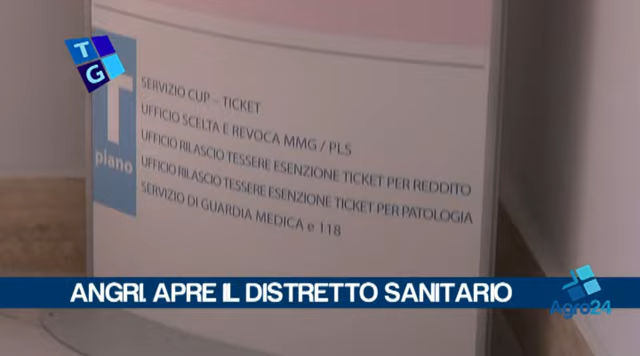 TG
T
piano
SERVIZIO CUP – TICKET
UFFICIO SCELTA E REVOCA MMG / PLS
UFFICIO RILASCIO TESSERE ESENZIONE TICKET PER REDDITO
UFFICIO RILASCIO TESSERE ESENZIONE TICKET PER PATOLOGIA
SERVIZIO DI GUARDIA MEDICA e 118
ANGRI. APRE IL DISTRETTO SANITARIO
Agro24